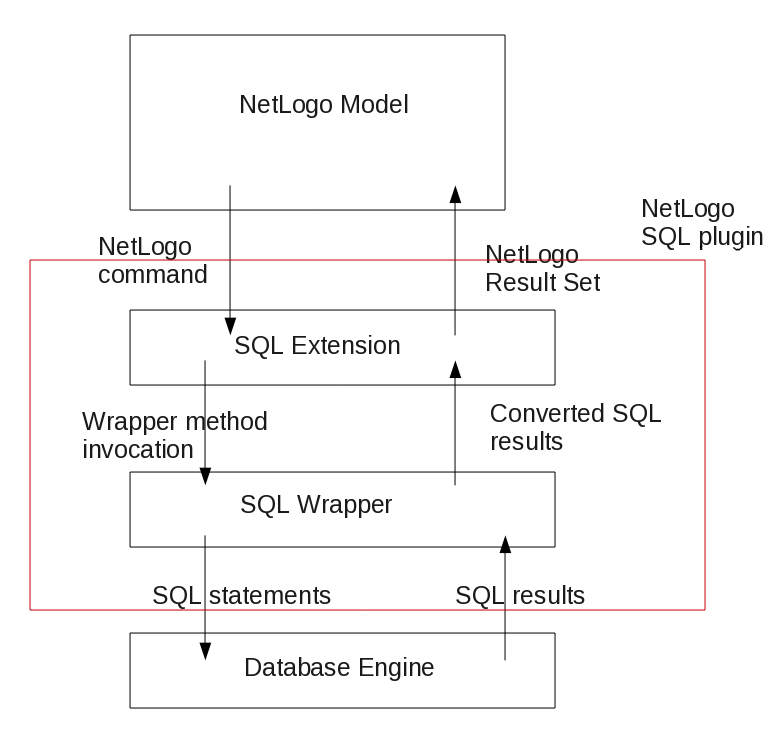 NetLogo Model
NetLogo
SQL plugin
NetLogo
command
NetLogo
Result Set
SQL Extension
Wrapper method
invocation
Converted SQL
results
SQL Wrapper
SQL statements
SQL results
Database Engine